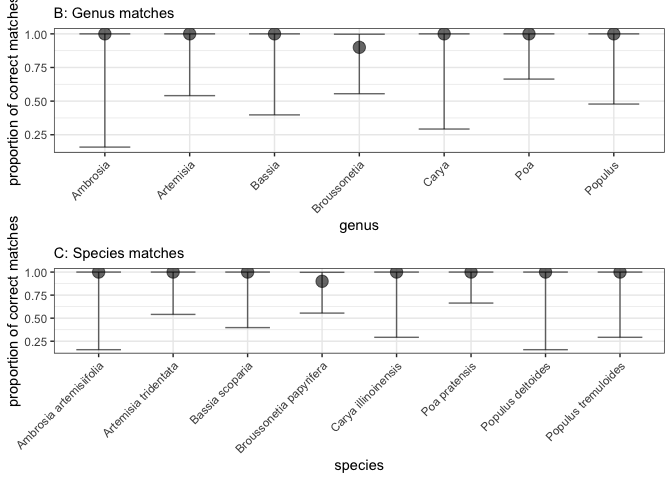 B: Genus matches
proportion of correct matches
1.00
0.75
0.50
0.25
Ambrosia
Artemisia
Bassia
Broussonetia
Carya
Poa
Populus
genus
C: Species matches
proportion of correct matches
1.00
0.75
0.50
0.25
Ambrosia artemisiifolia
Artemisia tridentata
Bassia scoparia
Broussonetia papyrifera
Carya illinoinensis
Poa pratensis
Populus deltoides
Populus tremuloides
species